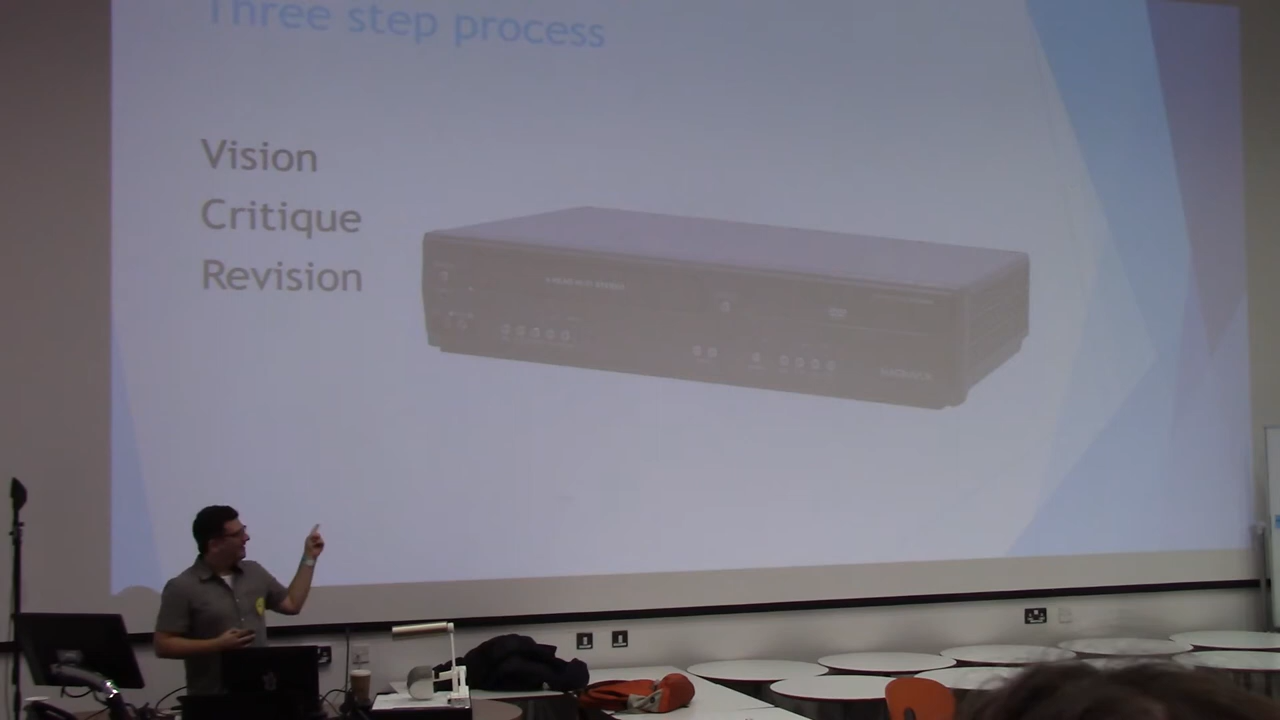 Three step process
Vision
Critique
Revision